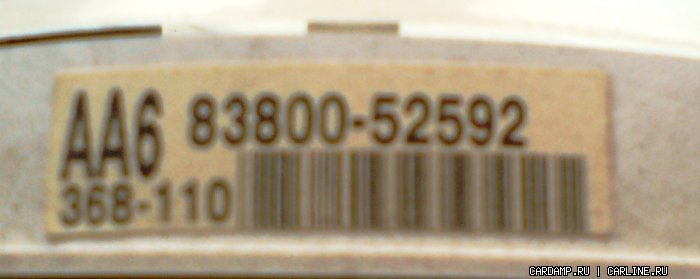 AA6 83800-52592
368-110
CARDAMP.RU | CARLINE.RU